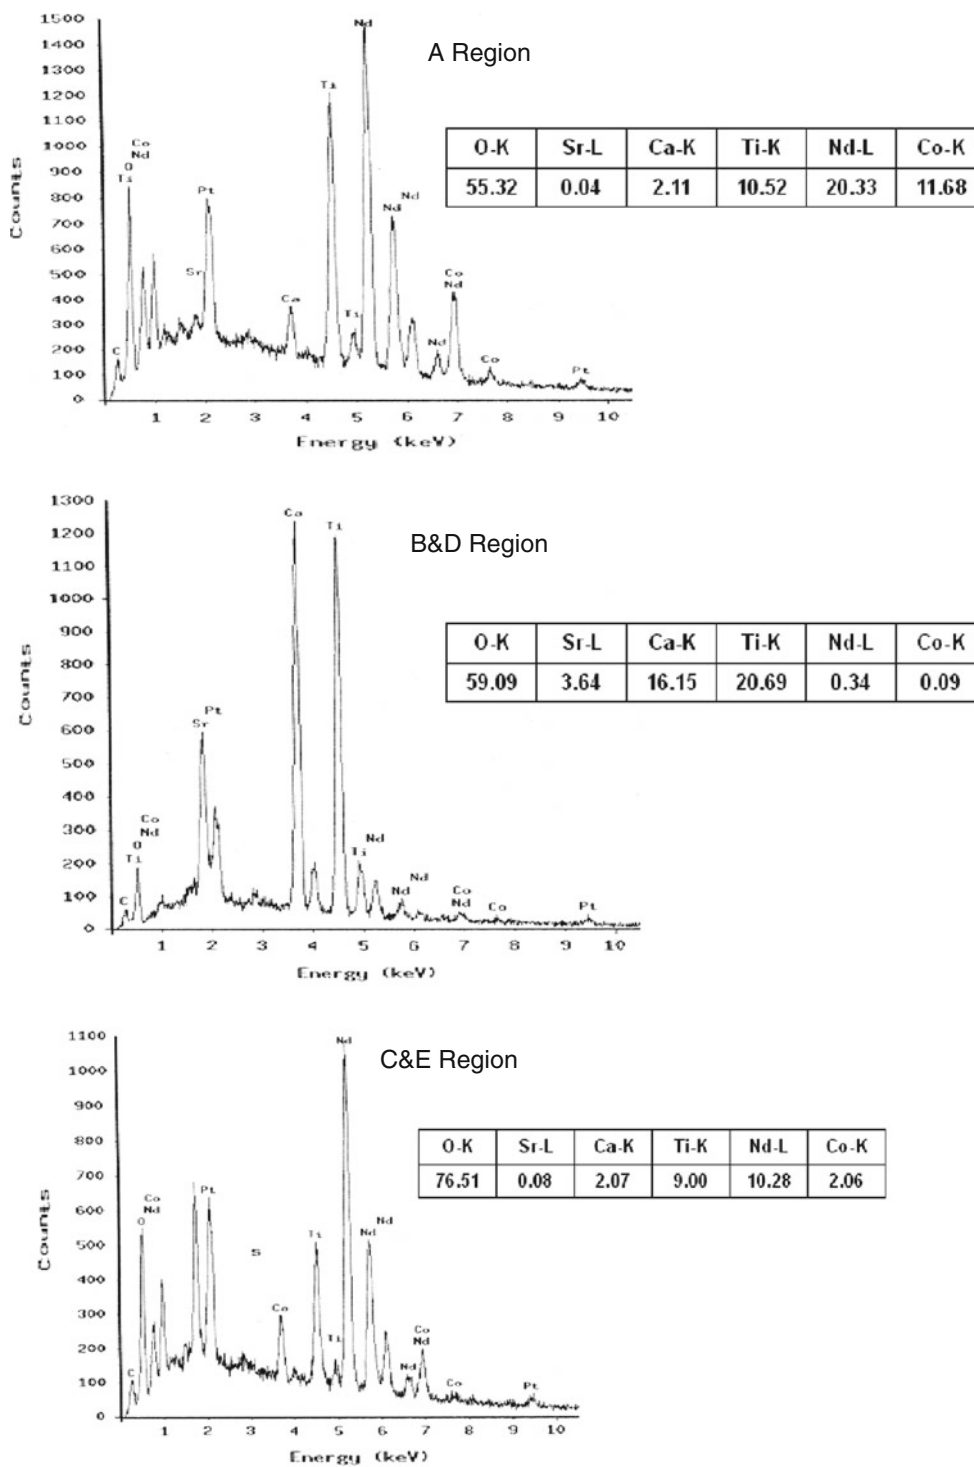 A Region
1500
1400
1300
1200
1100
1000
900
800
700
600
500
400
300
200
100
0
Counts
C
Ti
O
Co
Nd
Sr
Pt
Ca
Ti
Ti
Nd
Nd
Nd
Nd
Co
Nd
Co
Pt
1 2 3 4 5 6 7 8 9 10
Energy (keV)
O-K Sr-L Ca-K Ti-K Nd-L Co-K
55.32 0.04 2.11 10.52 20.33 11.68
B&D Region
1300
1200
1100
1000
900
800
700
600
500
400
300
200
100
0
Counts
C
Ti
O
Co
Nd
Sr
Pt
Ca
Ti
Ti
Nd
Nd
Nd
Co
Nd
Co
Pt
1 2 3 4 5 6 7 8 9 10
Energy (keV)
O-K Sr-L Ca-K Ti-K Nd-L Co-K
59.09 3.64 16.15 20.69 0.34 0.09
C&E Region
1100
1000
900
800
700
600
500
400
300
200
100
0
Counts
C
O
Co
Nd
Pt
S
Ca
Ti
Ti
Nd
Nd
Nd
Nd
Co
Nd
Co
Pt
1 2 3 4 5 6 7 8 9 10
Energy (keV)
O-K Sr-L Ca-K Ti-K Nd-L Co-K
76.51 0.08 2.07 9.00 10.28 2.06